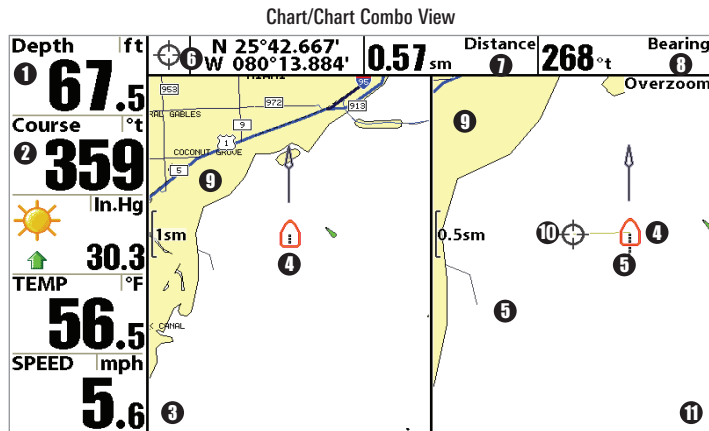 Chart/Chart Combo View
Depth ft
1 67.5
Course °t
2 359
In.Hg
30.3
TEMP °F
56.5
SPEED mph
5.6
6 N 25°42.667'
W 080°13.884'
0.57 sm Distance
7
268 °t Bearing
8
MIAMI
95
953
972
913
RAL GABLES
9
1
COCONUT GROVE
5
9
1sm
4
K CANAL
3
Overzoom
9
0.5sm
10
4
5
5
11